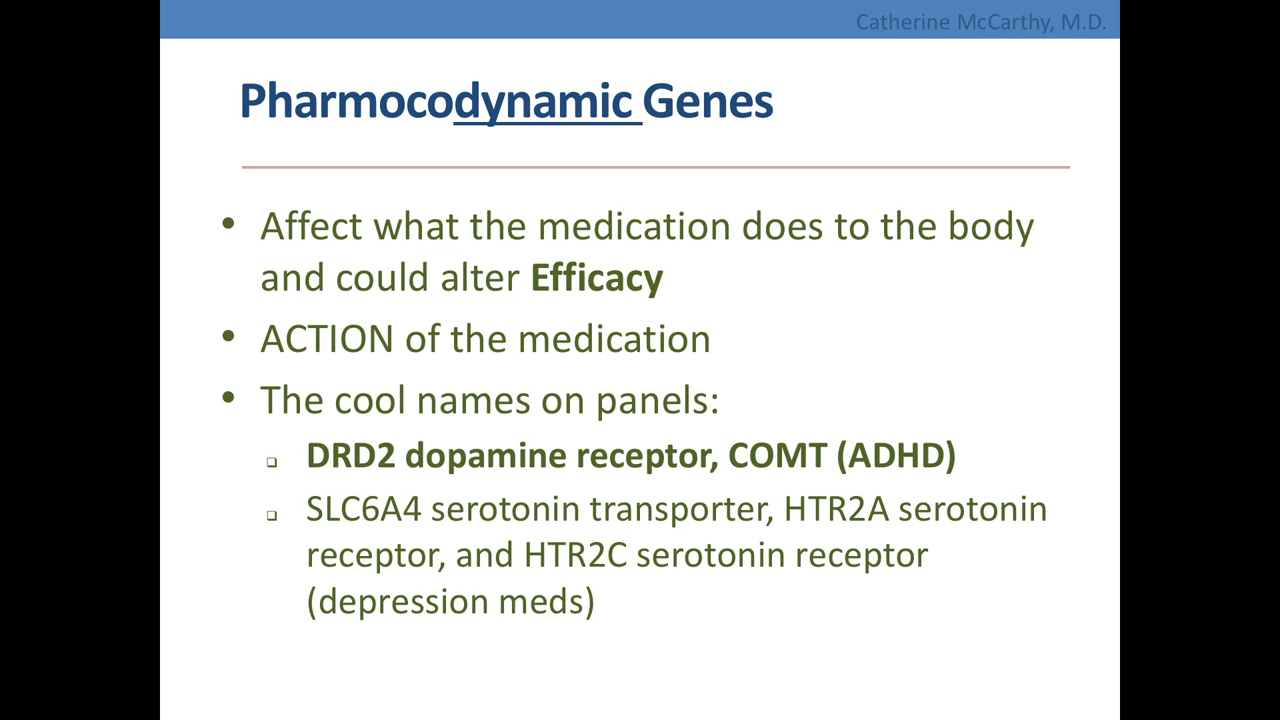 Catherine McCarthy, M.D.
Pharmocodynamic Genes
• Affect what the medication does to the body
and could alter Efficacy
• ACTION of the medication
• The cool names on panels:
❑ DRD2 dopamine receptor, COMT (ADHD)
❑ SLC6A4 serotonin transporter, HTR2A serotonin
receptor, and HTR2C serotonin receptor
(depression meds)